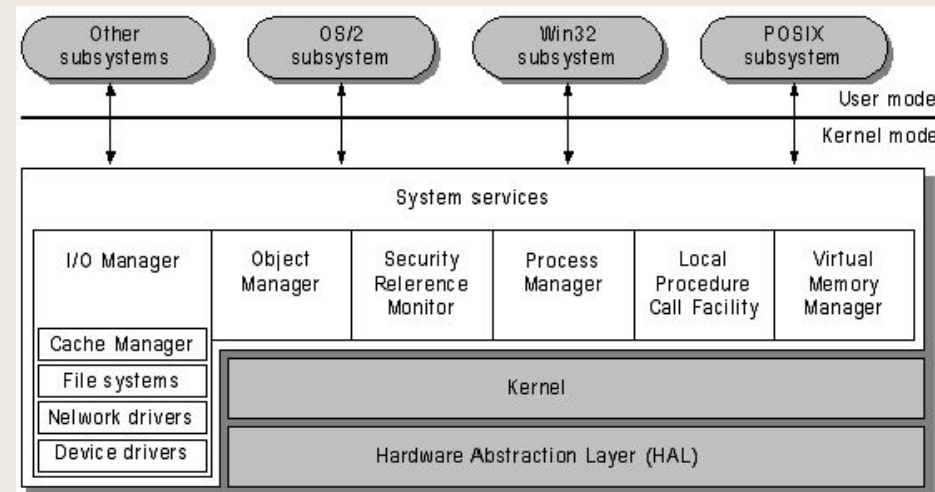 Other
subsystems
OS/2
subsystem
Win32
subsystem
POSIX
subsystem
User mode
Kernel mode
System services
I/O Manager
Object
Manager
Security
Reference
Monitor
Process
Manager
Local
Procedure
Call Facility
Virtual
Memory
Manager
Cache Manager
File systems
Network drivers
Device drivers
Kernel
Hardware Abstraction Layer (HAL)